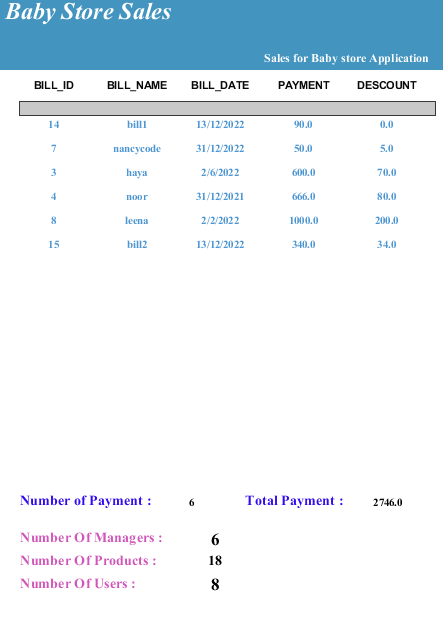 Baby Store Sales
Sales for Baby store Application
BILL_ID BILL_NAME BILL_DATE PAYMENT DESCOUNT
14 bill1 13/12/2022 90.0 0.0
7 nancycode 31/12/2022 50.0 5.0
3 haya 2/6/2022 600.0 70.0
4 noor 31/12/2021 666.0 80.0
8 leena 2/2/2022 1000.0 200.0
15 bill2 13/12/2022 340.0 34.0
Number of Payment : 6 Total Payment : 2746.0
Number Of Managers : 6
Number Of Products : 18
Number Of Users : 8